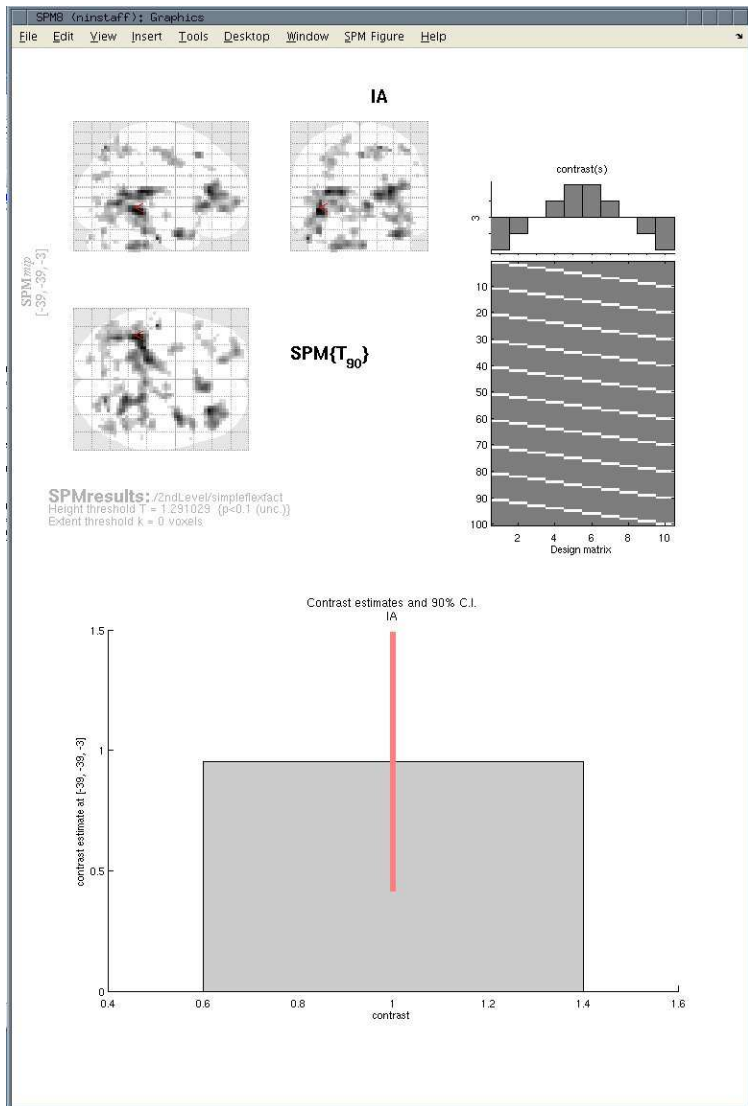 SPM8 (ninstaff): Graphics
File Edit View Insert Tools Desktop Window SPM Figure Help
IA
contrast(s)
3
SPMmip
[-39, -39, -3]
SPM{T90}
10
20
30
40
50
60
70
80
90
100
2 4 6 8 10
Design matrix
SPMresults: ./2ndLevel/simpleflexfact
Height threshold T = 1.291029 {p<0.1 (unc.)}
Extent threshold k = 0 voxels
Contrast estimates and 90% C.I.
IA
contrast estimate at [-39, -39, -3]
1.5
1
0.5
0
0.4 0.6 0.8 1 1.2 1.4 1.6
contrast